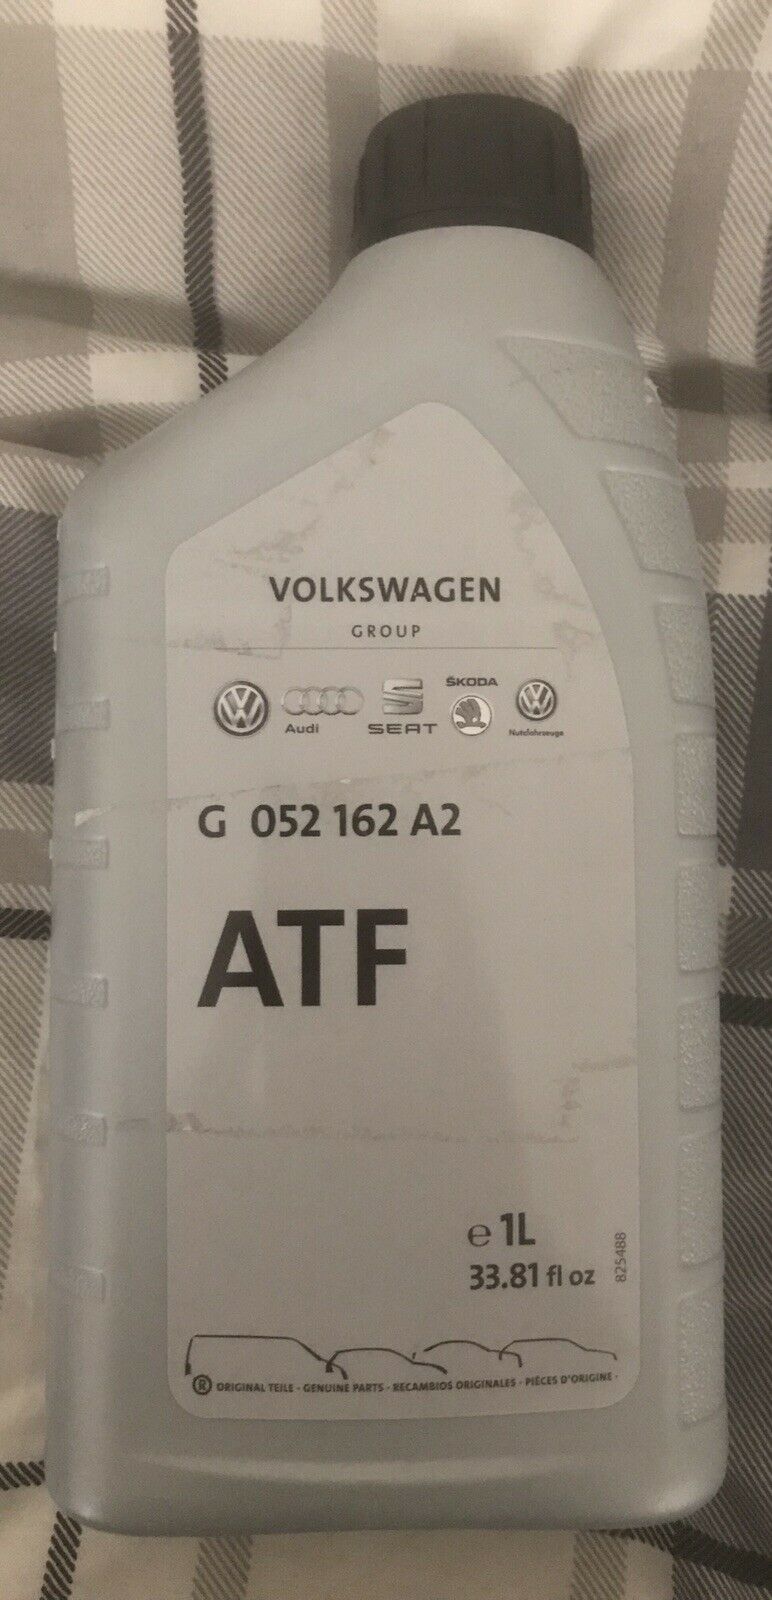 VOLKSWAGEN
GROUP
Audi
SEAT
ŠKODA
Nutzfahrzeuge
G 052 162 A2
ATF
e 1L
33.81 fl oz
825488
® ORIGINAL TEILE · GENUINE PARTS · RECAMBIOS ORIGINALES · PIÈCES D'ORIGINE ·